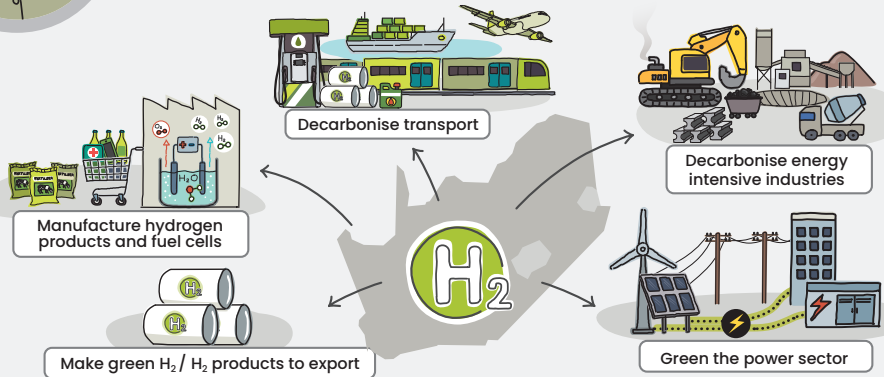 Decarbonise transport
Decarbonise energy
intensive industries
Manufacture hydrogen
products and fuel cells
H₂O
H₂
Make green H₂ / H₂ products to export
Green the power sector